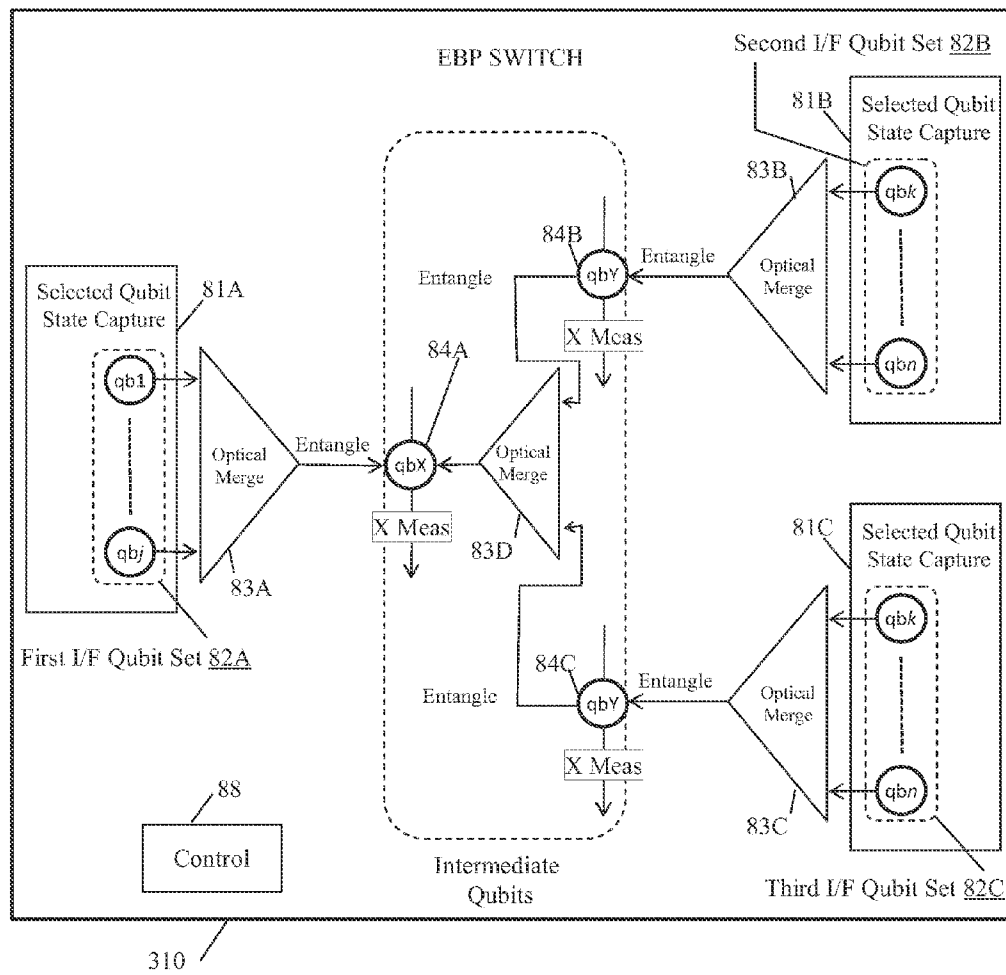 EBP SWITCH
Second I/F Qubit Set 82B
81B
Selected Qubit
State Capture
83B
qbk
84B
Entangle
qbY
Entangle
Optical
Merge
X Meas
qbn
Selected Qubit
State Capture
81A
84A
qb1
Optical
Merge
Entangle
qbX
Optical
Merge
X Meas
qbj
83A
83D
First I/F Qubit Set 82A
81C
Selected Qubit
State Capture
qbk
84C
Entangle
qbY
Entangle
Optical
Merge
X Meas
qbn
83C
88
Control
Intermediate
Qubits
Third I/F Qubit Set 82C
310